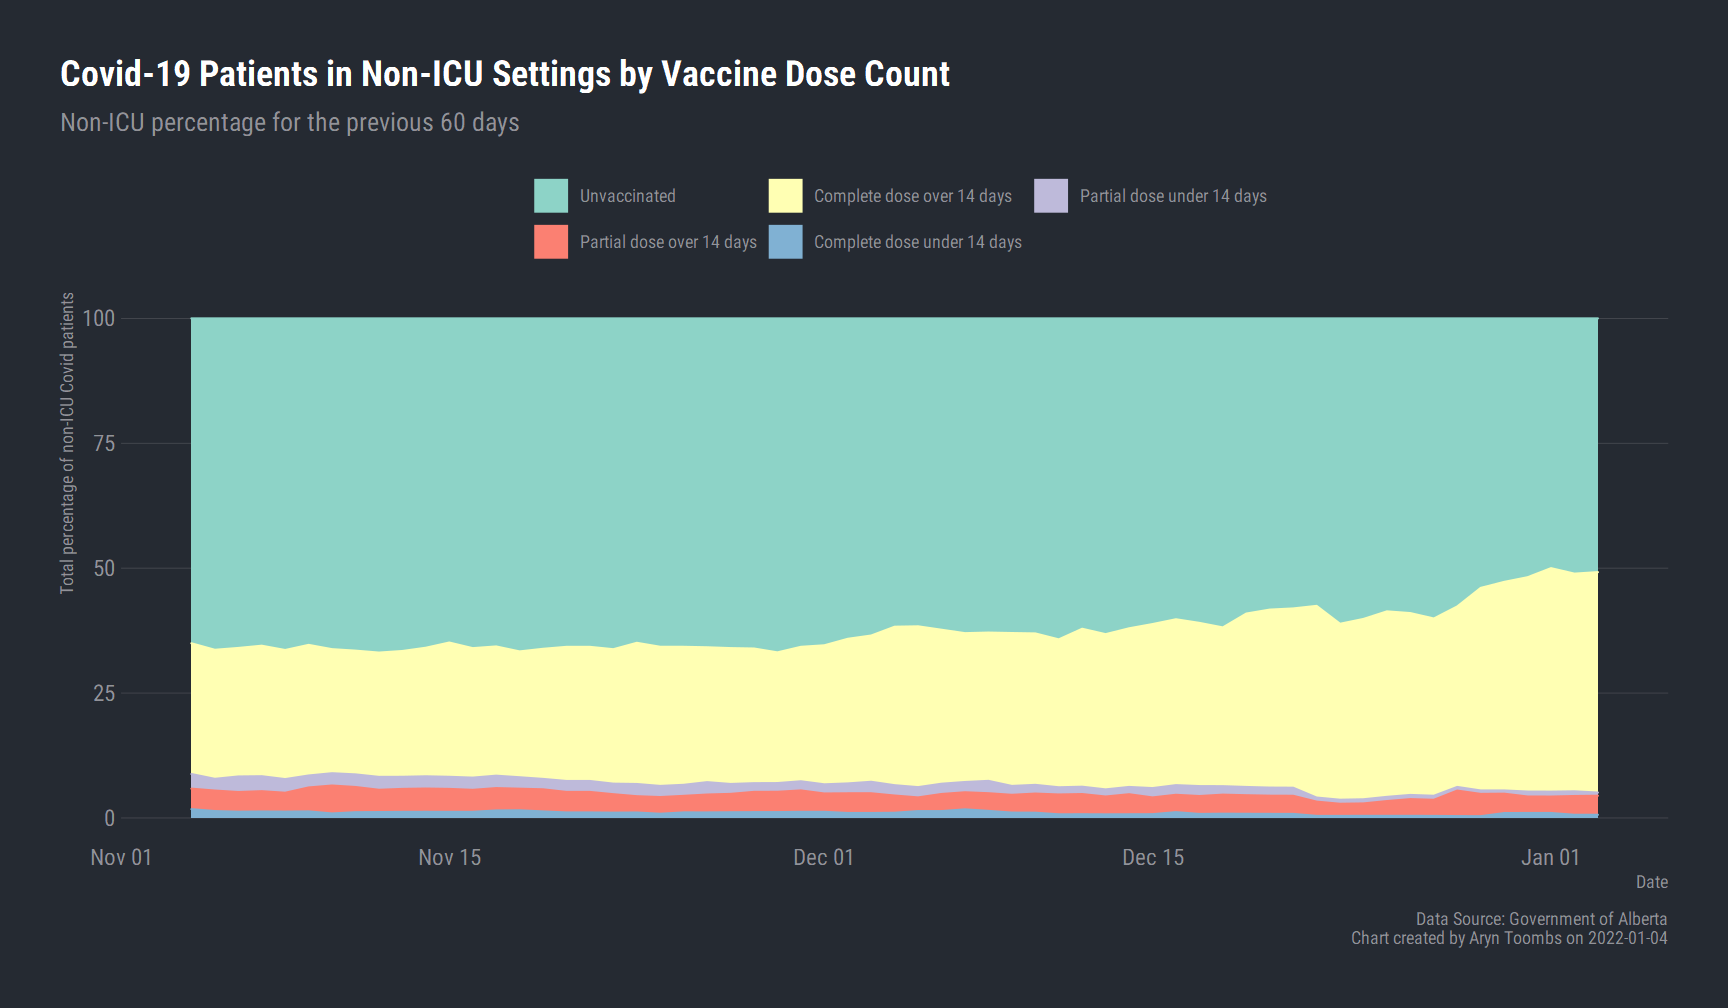 Covid-19 Patients in Non-ICU Settings by Vaccine Dose Count
Non-ICU percentage for the previous 60 days
Unvaccinated
Complete dose over 14 days
Partial dose under 14 days
Partial dose over 14 days
Complete dose under 14 days
Total percentage of non-ICU Covid patients
100
75
50
25
0
Nov 01
Nov 15
Dec 01
Dec 15
Jan 01
Date
Data Source: Government of Alberta
Chart created by Aryn Toombs on 2022-01-04